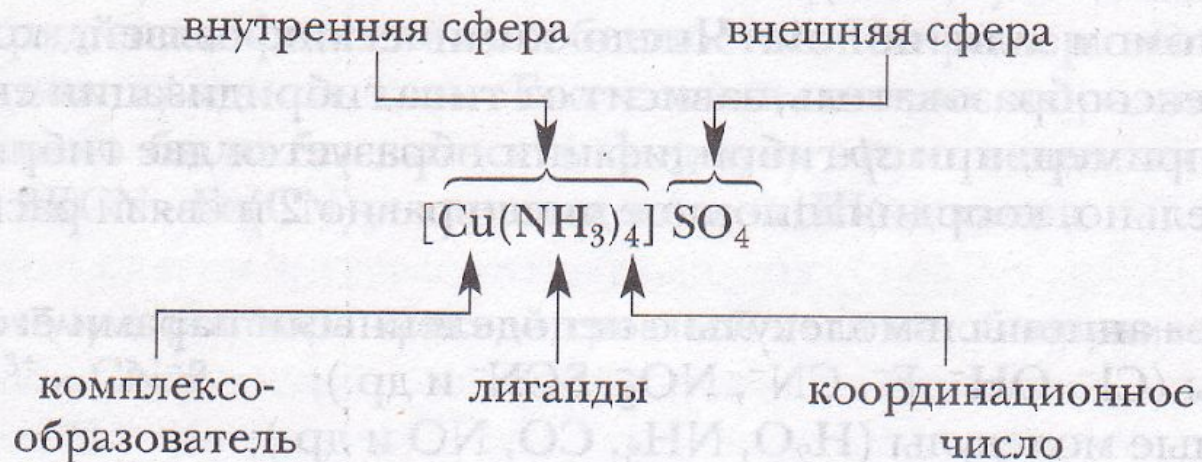 внутренняя сфера внешняя сфера
[Cu(NH₃)₄] SO₄
комплексо- лиганды координационное
образователь число